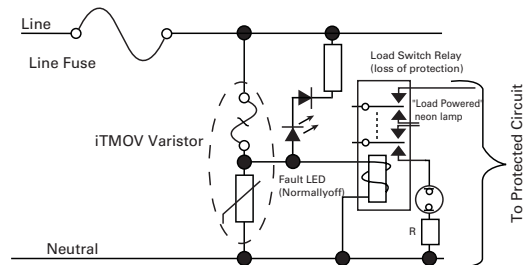 Line
Line Fuse
Load Switch Relay
(loss of protection)
"Load Powered"
neon lamp
iTMOV Varistor
Fault LED
(Normallyoff)
R
Neutral
To Protected Circuit